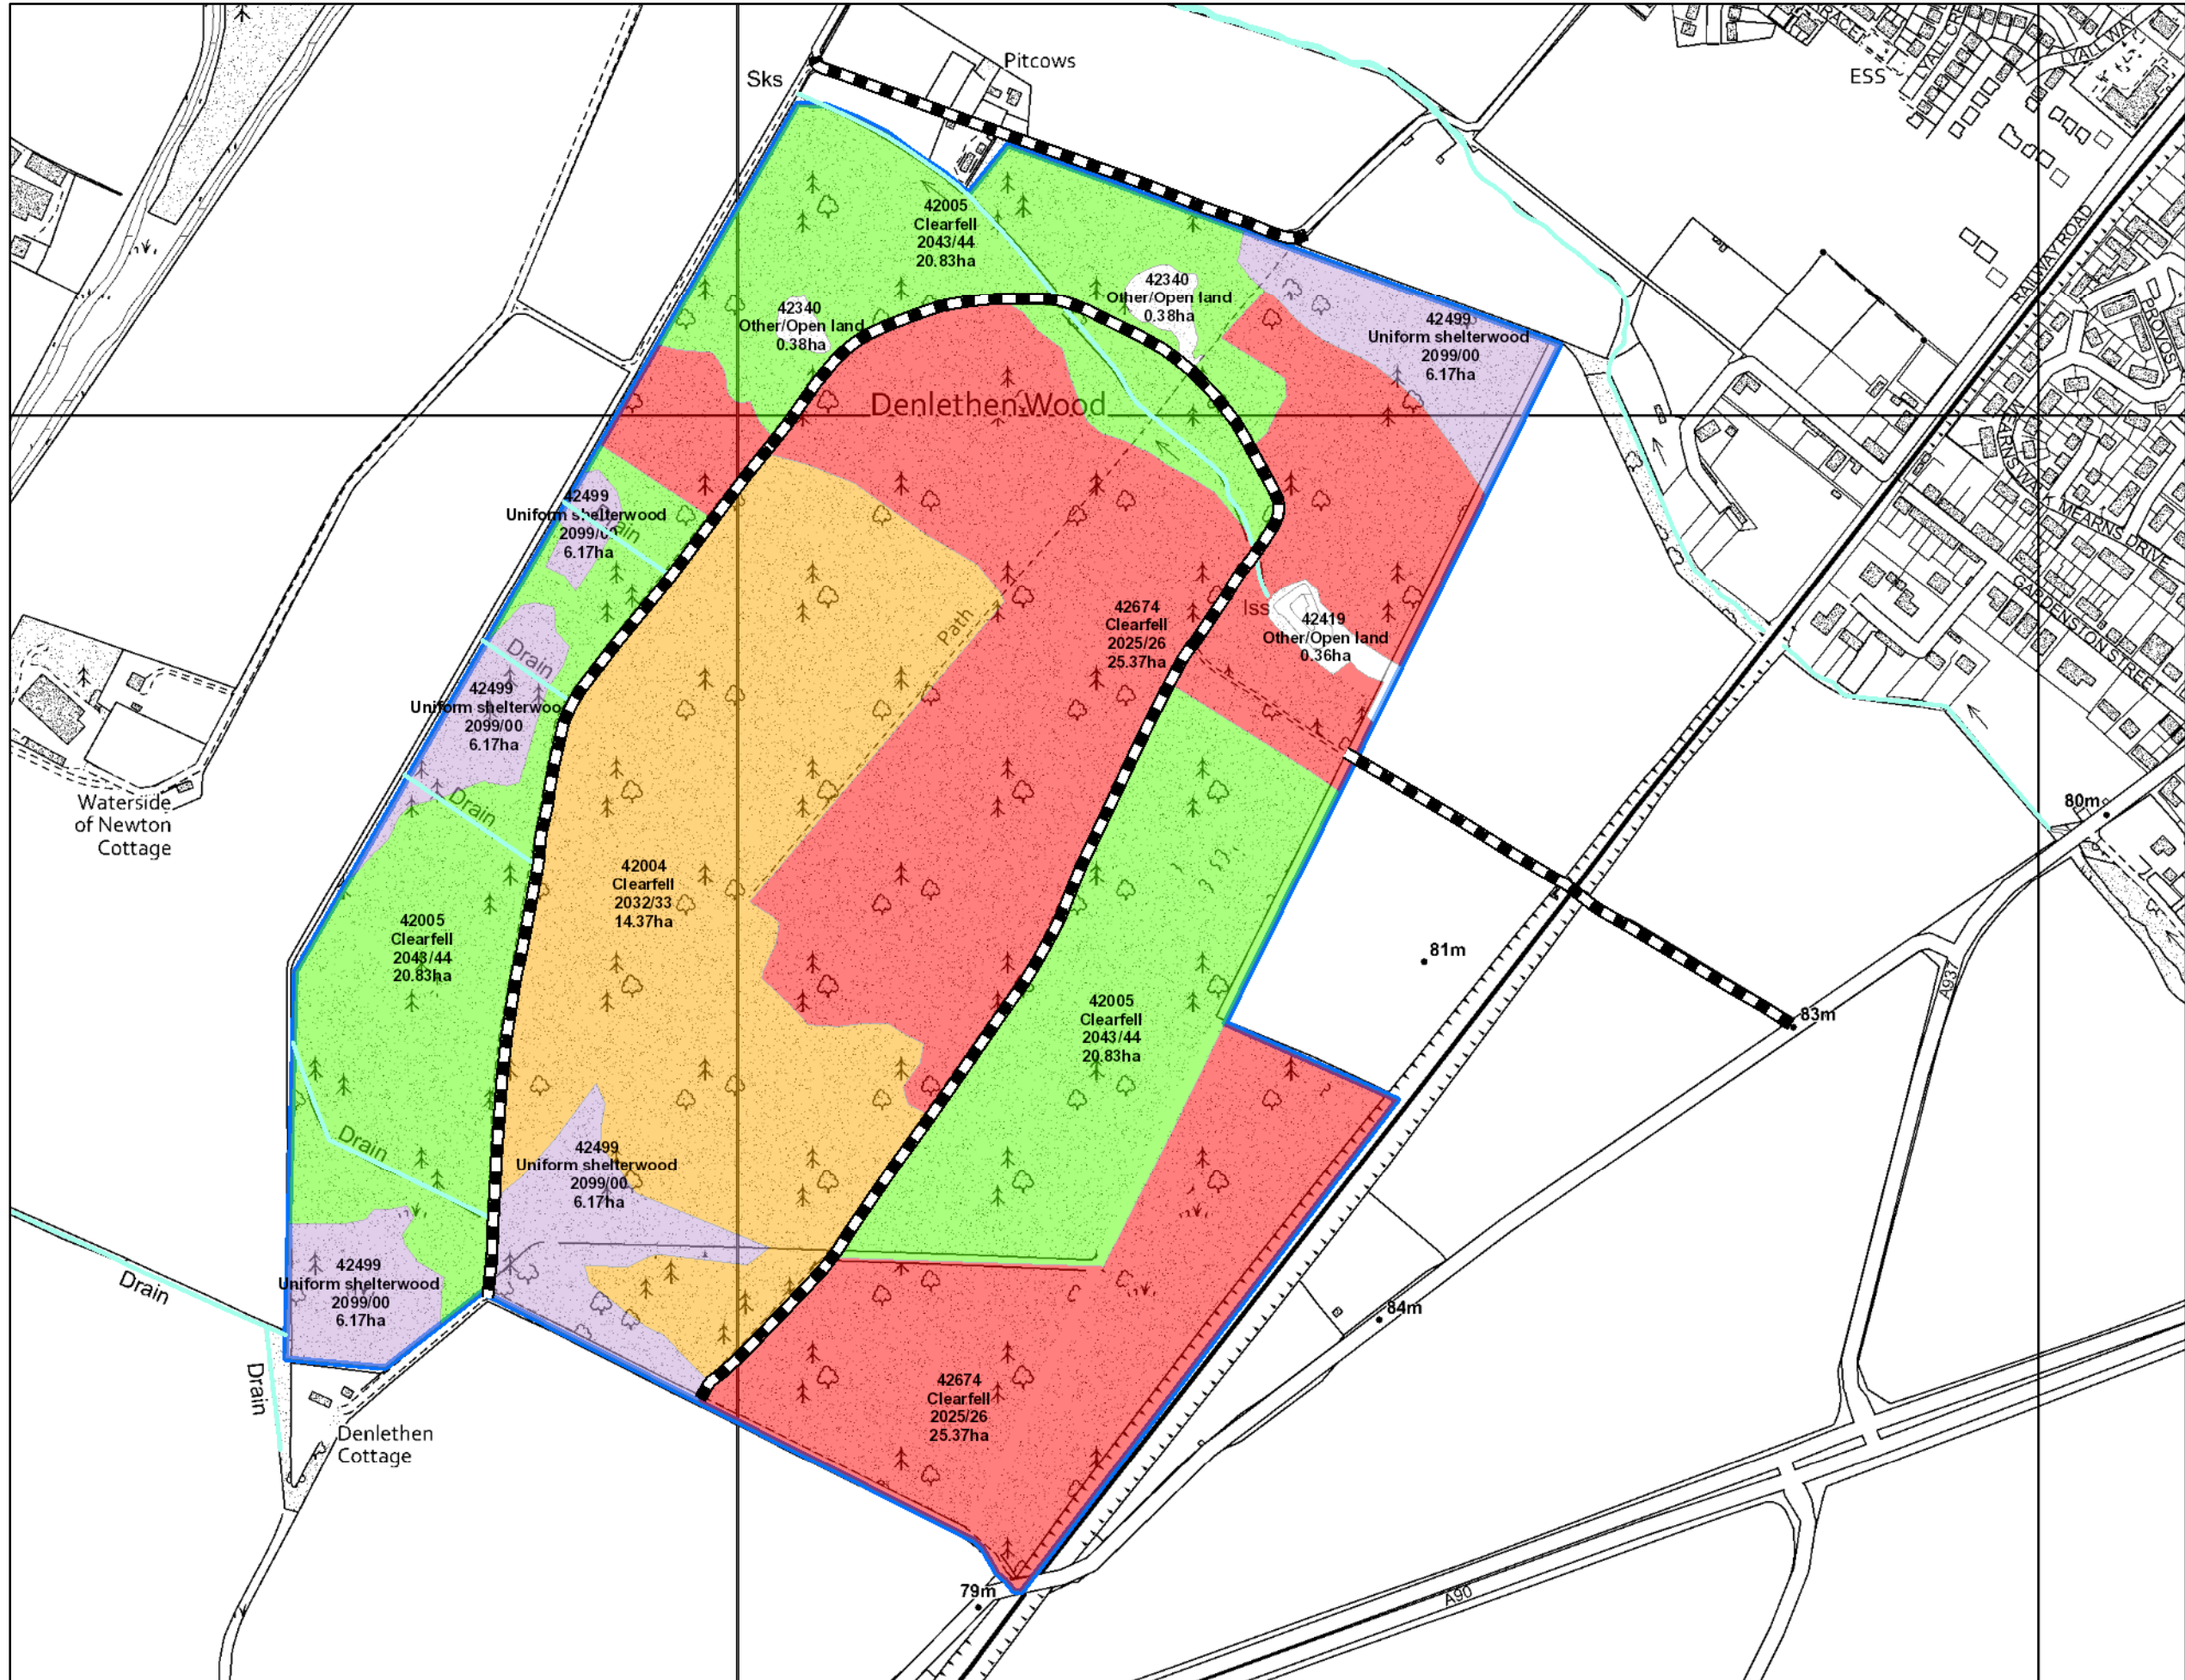 Pitcows
Sks
ESS
LYALL WAY
RAILWAY ROAD
42005
Clearfell
2043/44
20.83ha
42340
Other/Open land
0.38ha
42340
Other/Open land
0.38ha
42499
Uniform shelterwood
2099/00
6.17ha
Denlethen Wood
42499
Uniform shelterwood
2099/00
6.17ha
Drain
MEARNS DRIVE
GARDENSTON STREET
Iss
42674
Clearfell
2025/26
25.37ha
42419
Other/Open land
0.36ha
Path
Drain
42499
Uniform shelterwoo
2099/00
6.17ha
Drain
Waterside
of Newton
Cottage
80m
42004
Clearfell
2032/33
14.37ha
42005
Clearfell
2043/44
20.83ha
81m
A937
83m
42005
Clearfell
2043/44
20.83ha
Drain
42499
Uniform shelterwood
2099/00
6.17ha
42499
Uniform shelterwood
2099/00
6.17ha
Drain
84m
Drain
42674
Clearfell
2025/26
25.37ha
Denlethen
Cottage
79m
A90